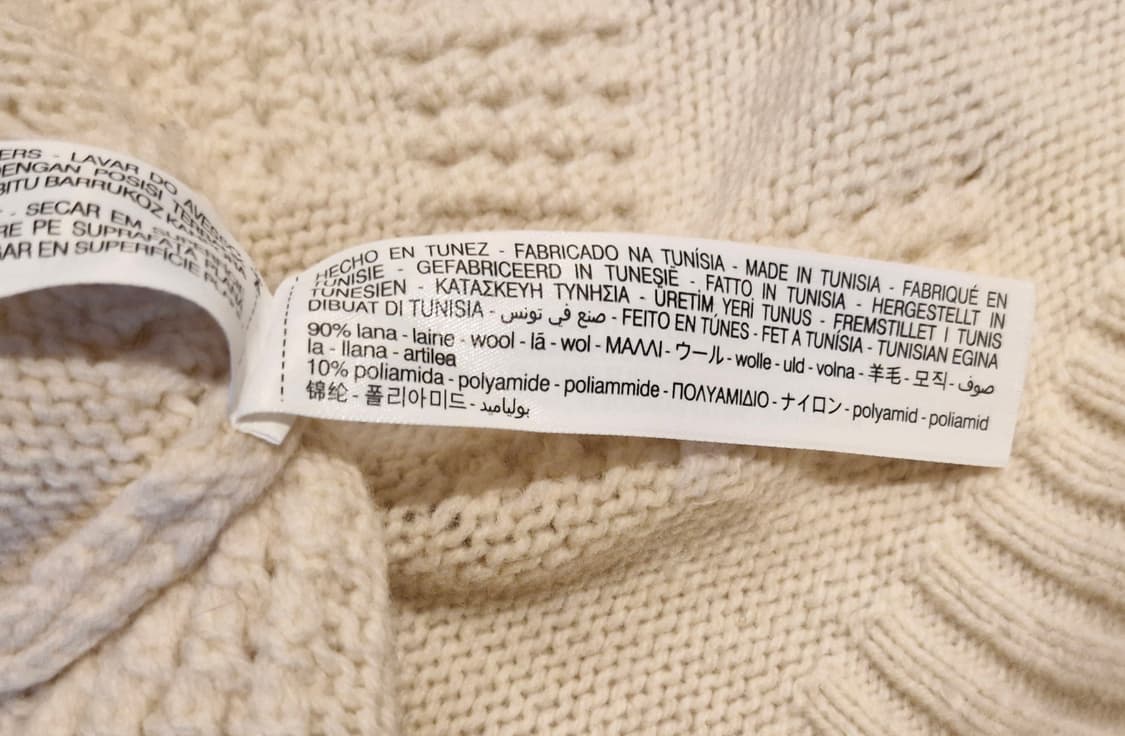 ERS - LAVAR DO AVESSO
DENGAN POSISI
BITU BARRUKOZ
- SECAR EM
RE PE SUPRAFATA
AR EN SUPERFICIE
HECHO EN TUNEZ - FABRICADO NA TUNÍSIA - MADE IN TUNISIA - FABRIQUÉ EN
TUNISIE - GEFABRICEERD IN TUNESIË - FATTO IN TUNISIA - HERGESTELLT IN
TUNESIEN - ΚΑΤΑΣΚΕΥΗ ΤΥΝΗΣΙΑ - ÜRETİM YERİ TUNUS - FREMSTILLET I TUNIS
DIBUAT DI TUNISIA - صنع في تونس - FEITO EN TÚNES - FET A TUNÍSIA - TUNISIAN EGINA
90% lana - laine - wool - lã - wol - ΜΑΛΛΙ - ウール - wolle - uld - volna - 羊毛 - 모직 - صوف
la - llana - artilea
10% poliamida - polyamide - poliammide - ΠΟΛΥΑΜΙΔΙΟ - ナイロン - polyamid - poliamid
锦纶 - 폴리아미드 - بولياميد